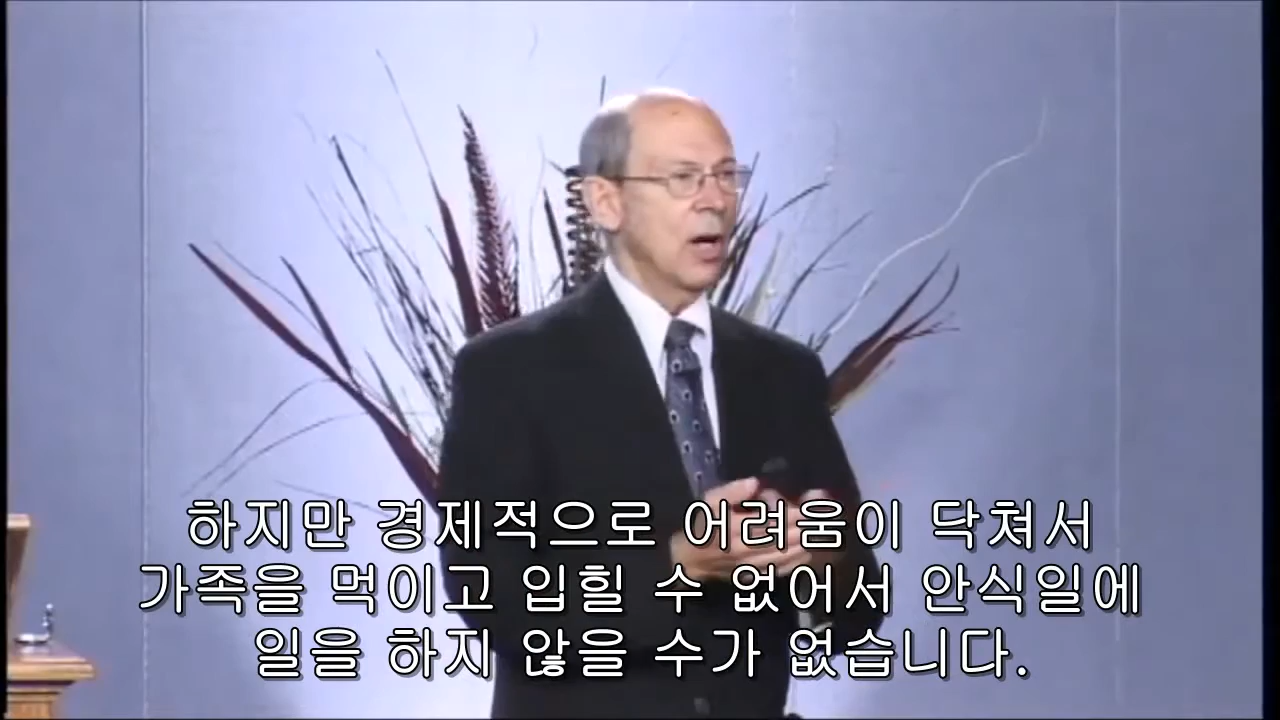 하지만 경제적으로 어려움이 닥쳐서
가족을 먹이고 입힐 수 없어서 안식일에
일을 하지 않을 수가 없습니다.